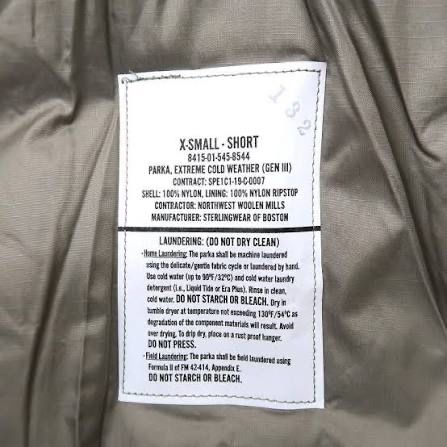 132
X-SMALL - SHORT
8415-01-545-8544
PARKA, EXTREME COLD WEATHER (GEN III)
CONTRACT: SPE1C1-19-C-0007
SHELL: 100% NYLON, LINING: 100% NYLON RIPSTOP
CONTRACTOR: NORTHWEST WOOLEN MILLS
MANUFACTURER: STERLINGWEAR OF BOSTON
LAUNDERING: (DO NOT DRY CLEAN)
-Home Laundering: The parka shall be machine laundered
using the delicate/gentle fabric cycle or laundered by hand.
Use cold water (up to 90°F/32°C) and cold water laundry
detergent (i.e., Liquid Tide or Era Plus). Rinse in clean,
cold water. DO NOT STARCH OR BLEACH. Dry in
tumble dryer at temperature not exceeding 130°F/54°C as
degradation of the components material will result. Avoid
over drying. To drip dry, place on a rust proof hanger.
DO NOT PRESS.
-Field Laundering: The parka shall be field laundered using
Formula II of FM 42-414, Appendix E.
DO NOT STARCH OR BLEACH.